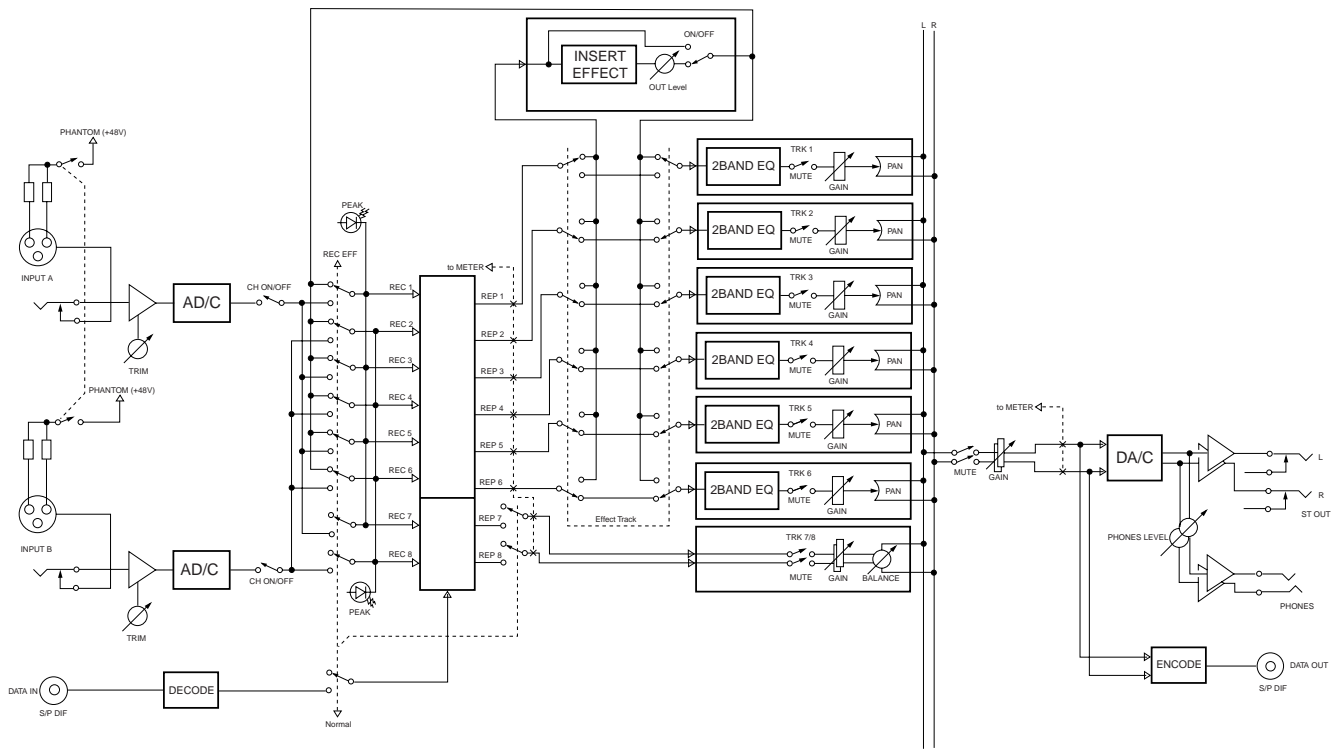 L R
ON/OFF
INSERT
EFFECT
OUT Level
PHANTOM (+48V)
INPUT A
AD/C
CH ON/OFF
TRIM
PHANTOM (+48V)
INPUT B
AD/C
CH ON/OFF
TRIM
DATA IN
S/P DIF
DECODE
PEAK
REC EFF
Normal
PEAK
to METER
REC 1
REC 2
REC 3
REC 4
REC 5
REC 6
REC 7
REC 8
REP 1
REP 2
REP 3
REP 4
REP 5
REP 6
REP 7
REP 8
Effect Track
TRK 1
2BAND EQ
MUTE
GAIN
PAN
TRK 2
2BAND EQ
MUTE
GAIN
PAN
TRK 3
2BAND EQ
MUTE
GAIN
PAN
TRK 4
2BAND EQ
MUTE
GAIN
PAN
TRK 5
2BAND EQ
MUTE
GAIN
PAN
TRK 6
2BAND EQ
MUTE
GAIN
PAN
TRK 7/8
MUTE
GAIN
BALANCE
to METER
MUTE
GAIN
DA/C
L
R
ST OUT
PHONES LEVEL
PHONES
ENCODE
DATA OUT
S/P DIF